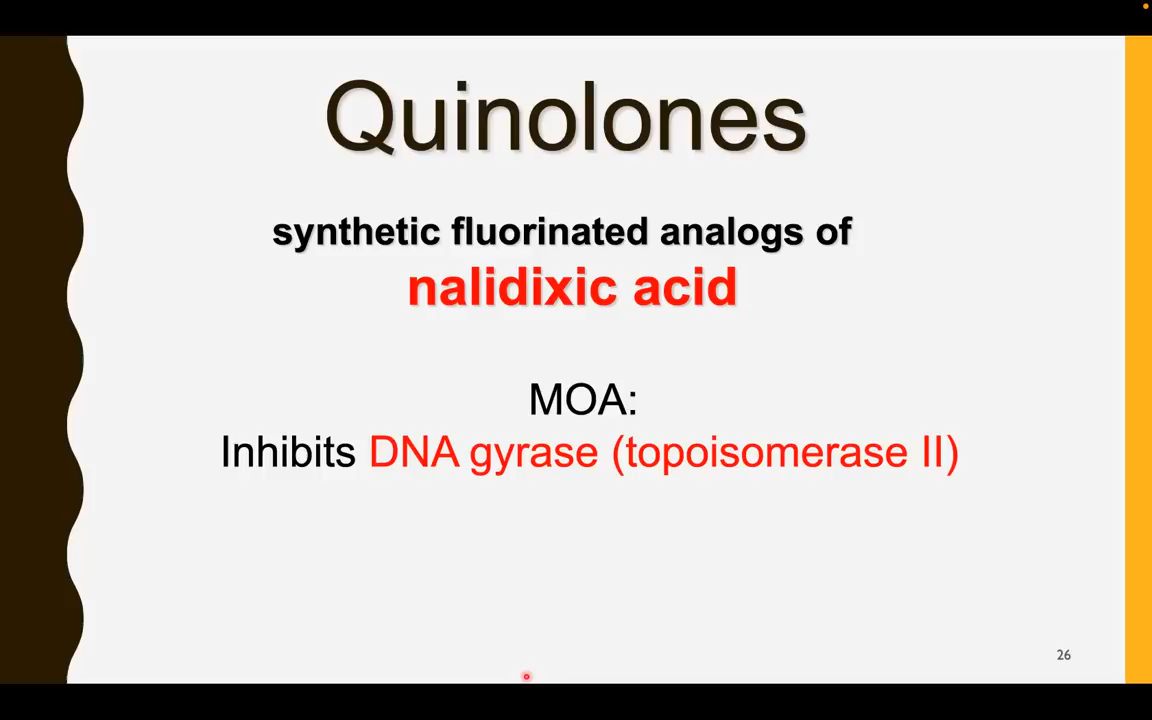 Quinolones
synthetic fluorinated analogs of
nalidixic acid
MOA:
Inhibits DNA gyrase (topoisomerase II)
26